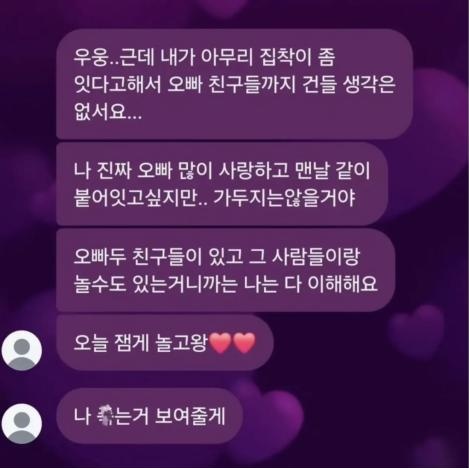 우웅..근데 내가 아무리 집착이 좀
잇다고해서 오빠 친구들까지 건들 생각은
없서요...
나 진짜 오빠 많이 사랑하고 맨날 같이
붙어잇고싶지만.. 가두지는않을거야
오빠두 친구들이 있고 그 사람들이랑
놀수도 있는거니까는 나는 다 이해해요
오늘 잼게 놀고왕❤❤
나 보여줄게